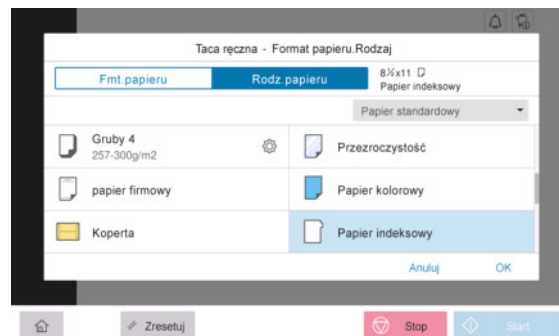 Taca ręczna - Format papieru.Rodzaj
Fmt.papieru
Rodz.papieru
8½x11
Papier indeksowy
Papier standardowy
Gruby 4
257-300g/m2
Przezroczystość
papier firmowy
Papier kolorowy
Koperta
Papier indeksowy
Anuluj
OK
Zresetuj
Stop
Start